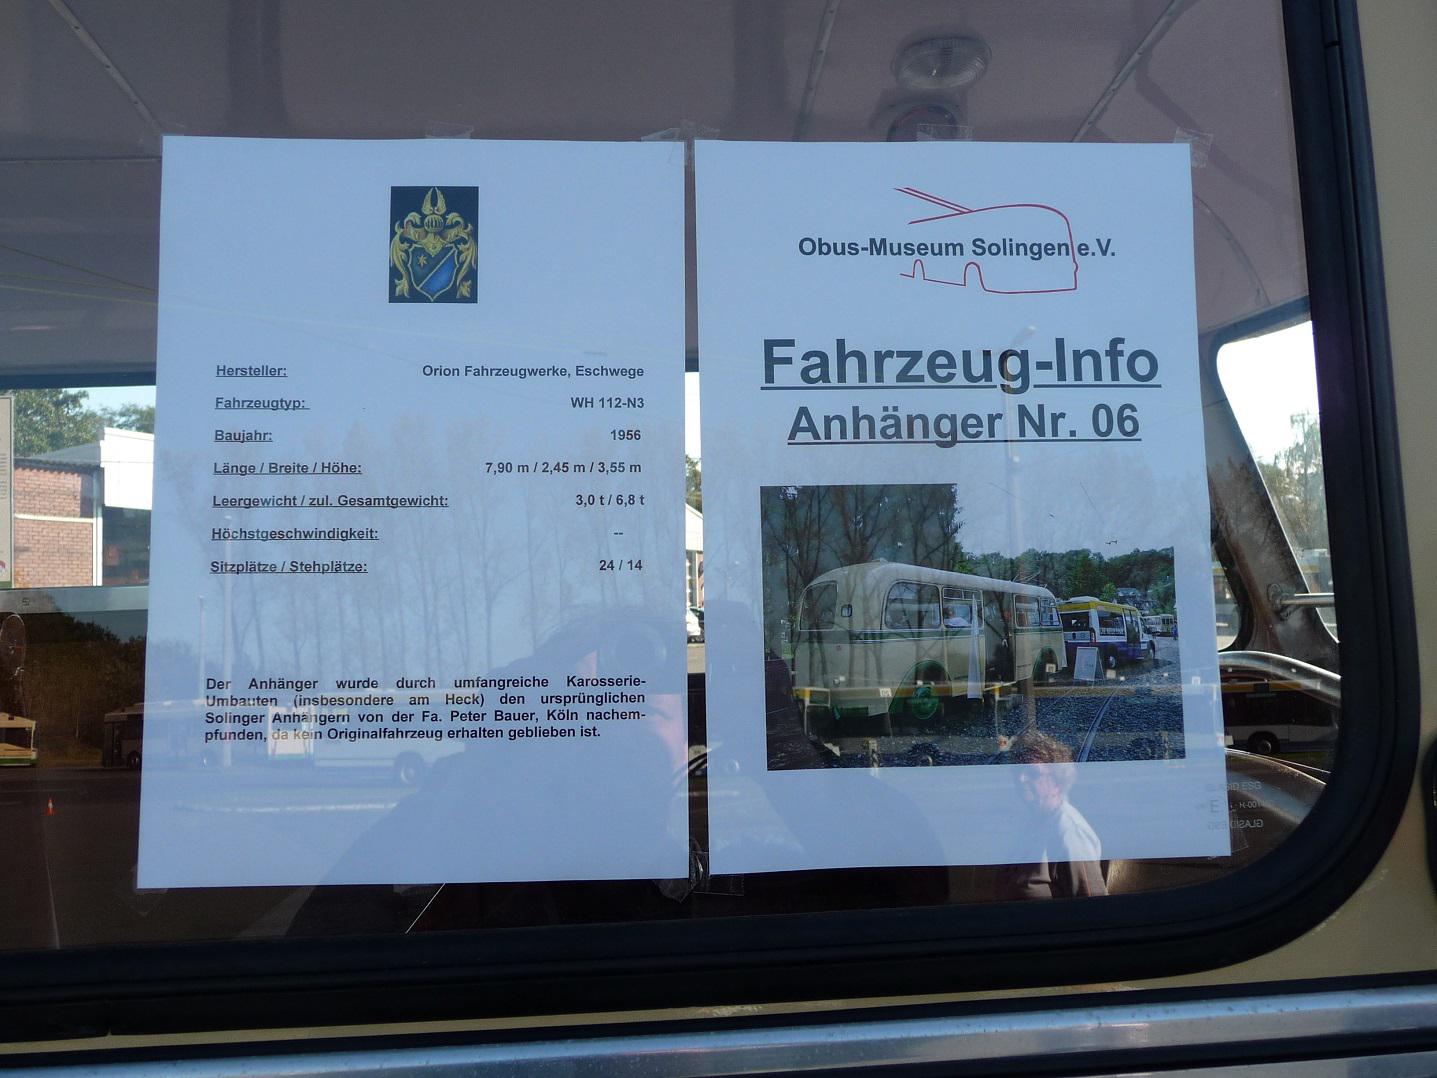 Hersteller: Orion Fahrzeugwerke, Eschwege
Fahrzeugtyp: WH 112-N3
Baujahr: 1956
Länge / Breite / Höhe: 7,90 m / 2,45 m / 3,55 m
Leergewicht / zul. Gesamtgewicht: 3,0 t / 6,8 t
Höchstgeschwindigkeit: --
Sitzplätze / Stehplätze: 24 / 14
Der Anhänger wurde durch umfangreiche Karosserie-
Umbauten (insbesondere am Heck) den ursprünglichen
Solinger Anhängern von der Fa. Peter Bauer, Köln nachem-
pfunden, da kein Originalfahrzeug erhalten geblieben ist.
Obus-Museum Solingen e.V.
Fahrzeug-Info
Anhänger Nr. 06